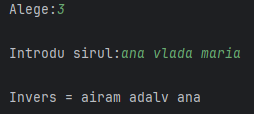 Alege:3
Introdu sirul:ana vlada maria
Invers = airam adalv ana